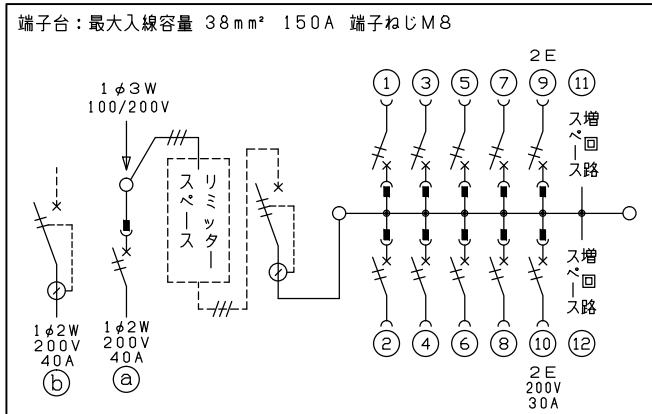 端子台：最大入線容量 38mm² 150A 端子ねじM8
1φ3W
100/200V
リミッター
スペース
2E
1
3
5
7
9
11
増回路
スペース
増回路
スペース
2
4
6
8
10
12
2E
200V
30A
1φ2W
200V
40A
b
1φ2W
200V
40A
a